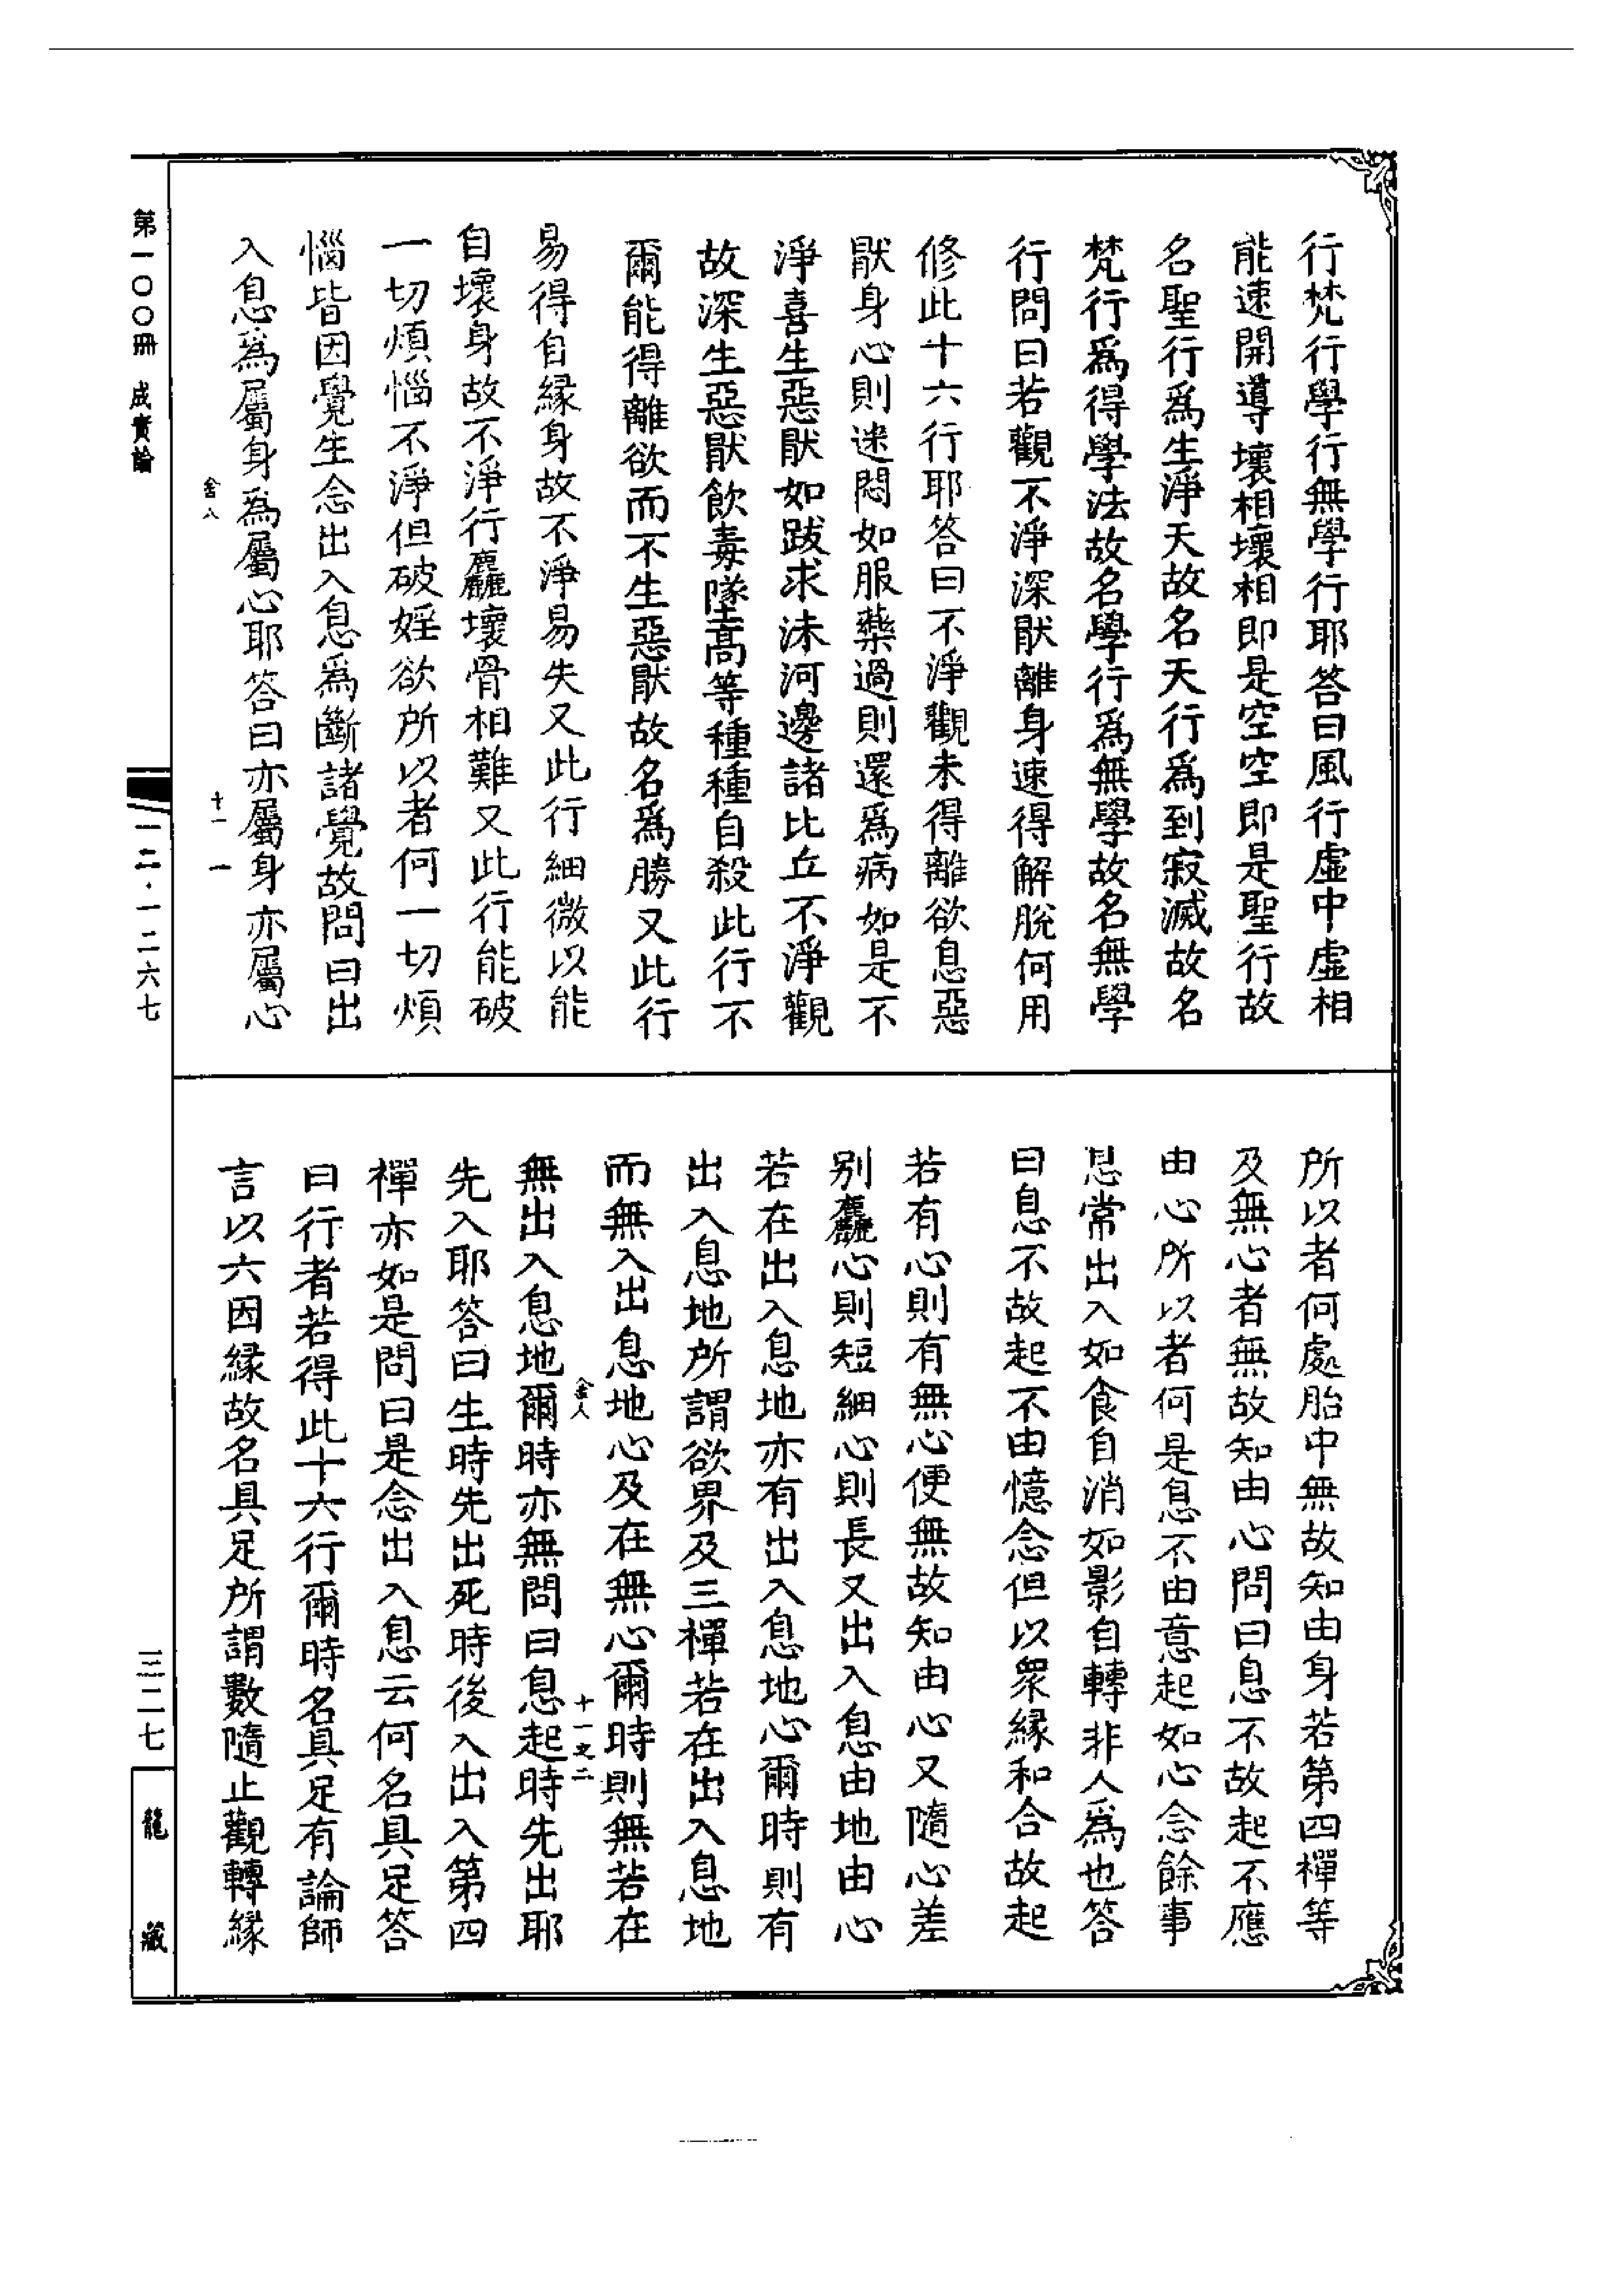 行梵行學行無學行耶答曰風行虛中虛相
能速開導壞相壞相即是空空即是聖行故
名聖行爲生淨天故名天行爲到寂滅故名
梵行爲得學法故名學行爲無學故名無學
行問曰若觀不淨深猒離身速得解脫何用
修此十六行耶答曰不淨觀未得離欲息惡
猒身心則迷悶如服藥過則還爲病如是不
淨喜生惡猒如跋求沬河邊諸比丘不淨觀
故深生惡猒飲毒墜高等種種自殺此行不
爾能得離欲而不生惡猒故名爲勝又此行
易得自緣身故不淨易失又此行細微以能
自壞身故不淨行麤壞骨相難又此行能破
一切煩惱不淨但破婬欲所以者何一切煩
惱皆因覺生念出入息爲斷諸覺故問曰出
入息爲屬身爲屬心耶答曰亦屬身亦屬心
所以者何處胎中無故知由身若第四禪等
及無心者無故知由心問曰息不故起不應
由心所以者何是息不由意起如心念餘事
息常出入如食自消如影自轉非人爲也答
曰息不故起不由憶念但以衆緣和合故起
若有心則有無心便無故知由心又隨心差
别麤心則短細心則長又出入息由地由心
若在出入息地亦有出入息地心爾時則有
出入息地所謂欲界及三禪若在出入息地
而無入出息地心及在無心爾時則無若在
無出入息地爾時亦無問曰息起時先出耶
先入耶答曰生時先出死時後入出入第四
禪亦如是問曰是念出入息云何名具足答
曰行者若得此十六行爾時名具足有論師
言以六因緣故名具足所謂數隨止觀轉緣
第一〇〇冊 成實論
一二·一二六七
三二七
龍藏